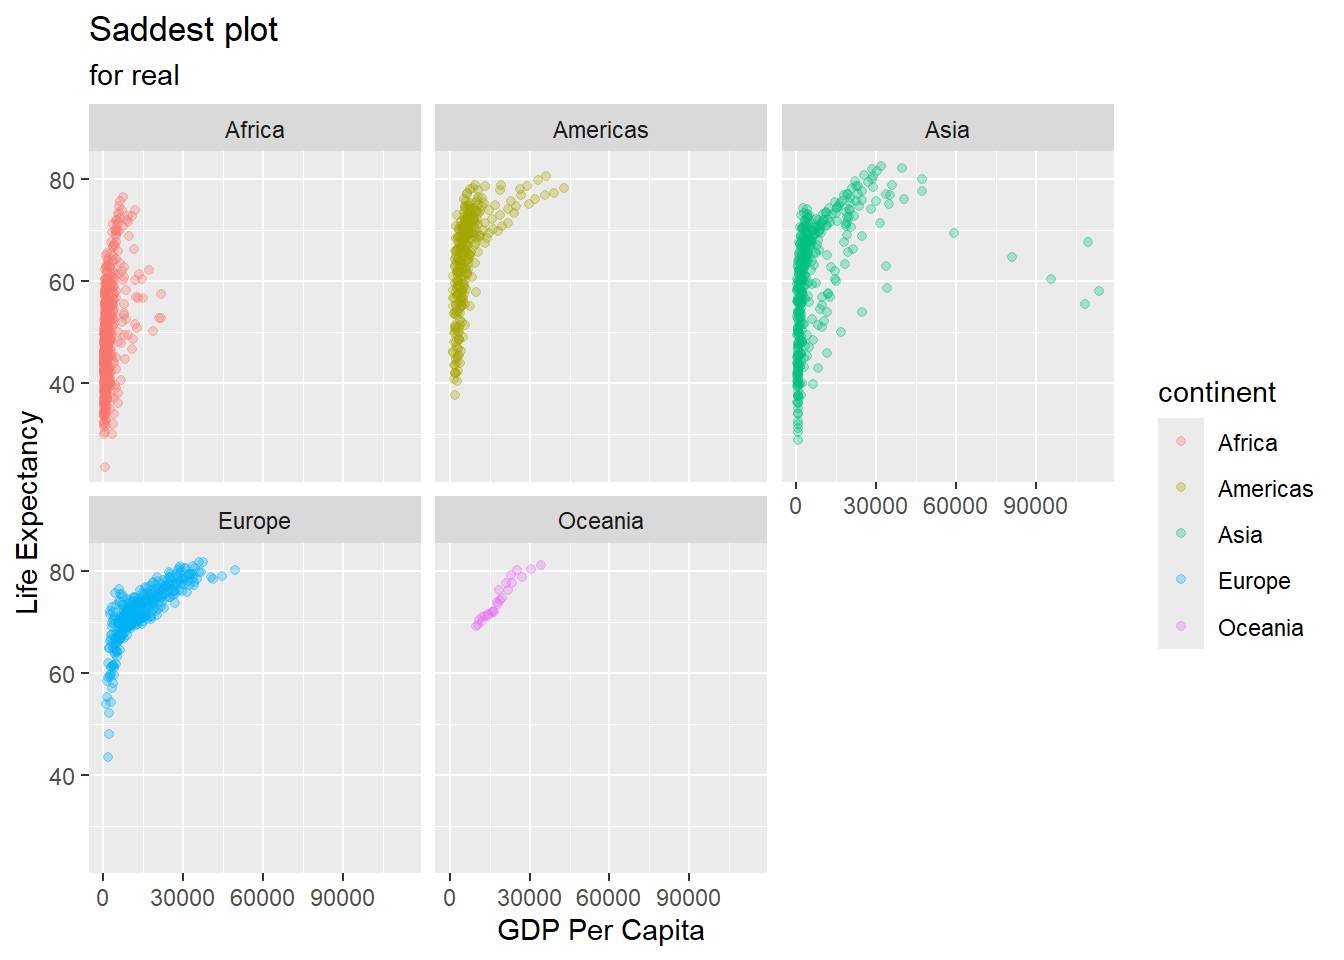 Saddest plot
for real
Africa
Americas
Asia
80
60
40
0 30000 60000 90000
Europe
Oceania
80
60
40
0 30000 60000 90000
0 30000 60000 90000
Life Expectancy
GDP Per Capita
continent
Africa
Americas
Asia
Europe
Oceania